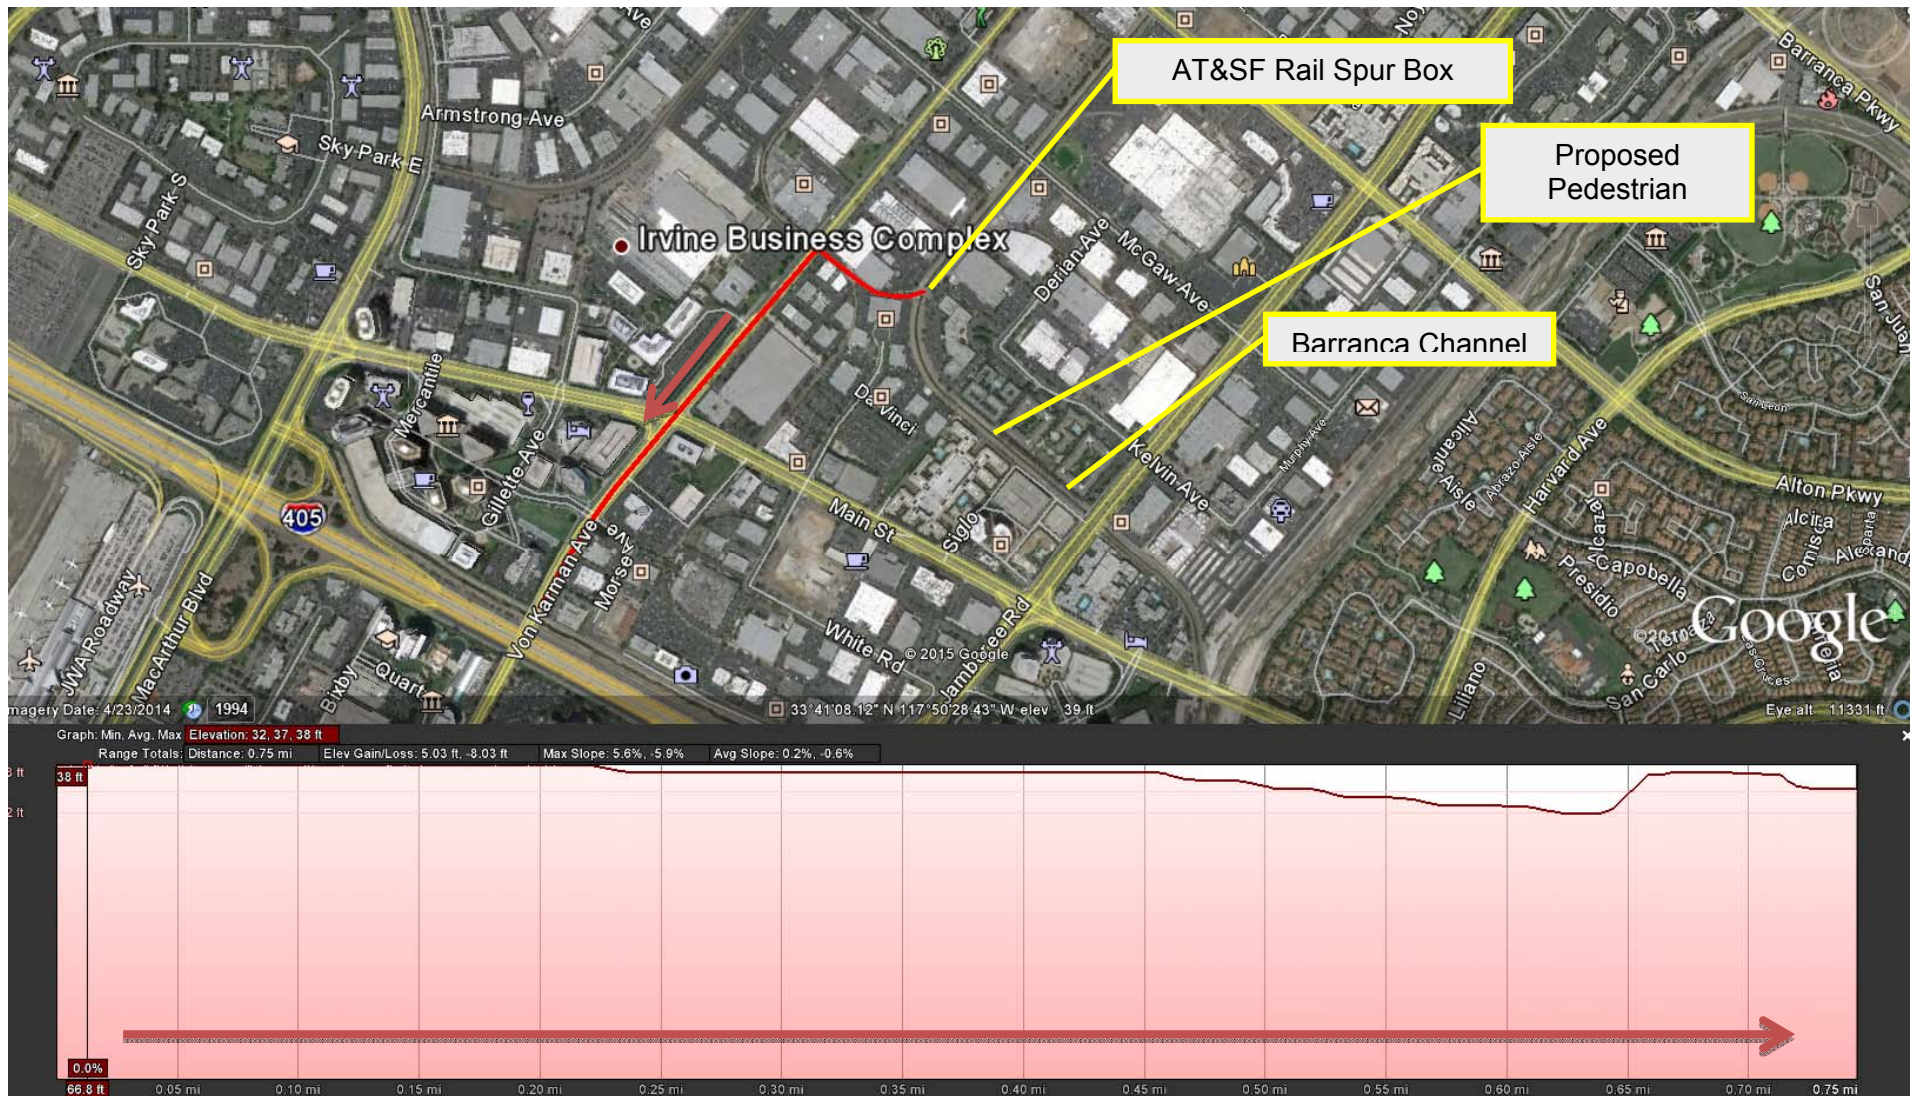 AT&SF Rail Spur Box
Proposed
Pedestrian
Barranca Channel
Barranca Pkwy
Armstrong Ave
Sky Park E
Sky Park S
Irvine Business Complex
Derian Ave
McGaw Ave
San Juan
Mercantile
Da Vinci
San Leon
Gillette Ave
Kelvin Ave
Murphy Ave
Alicante Aisle
Abrazo Aisle
Harvard Ave
Alton Pkwy
405
Main St
Siglo
Alcazar
Alcira
Sparta
Comisa
Capobella
Presidio
Von Karman Ave
Morse Ave
JWA Roadway
MacArthur Blvd
Bixby
White Rd
Jamboree Rd
© 2015 Google
Google
San Carlo
Liliano
magery Date: 4/23/2014
1994
33°41'08.12" N 117°50'28.43" W elev 39 ft
Eye alt 11331 ft
Graph: Min, Avg, Max Elevation: 32, 37, 38 ft
Range Totals: Distance: 0.75 mi Elev Gain/Loss: 5.03 ft, -8.03 ft Max Slope: 5.6%, -5.9% Avg Slope: 0.2%, -0.6%
38 ft
0.0%
66.8 ft 0.05 mi 0.10 mi 0.15 mi 0.20 mi 0.25 mi 0.30 mi 0.35 mi 0.40 mi 0.45 mi 0.50 mi 0.55 mi 0.60 mi 0.65 mi 0.70 mi 0.75 mi